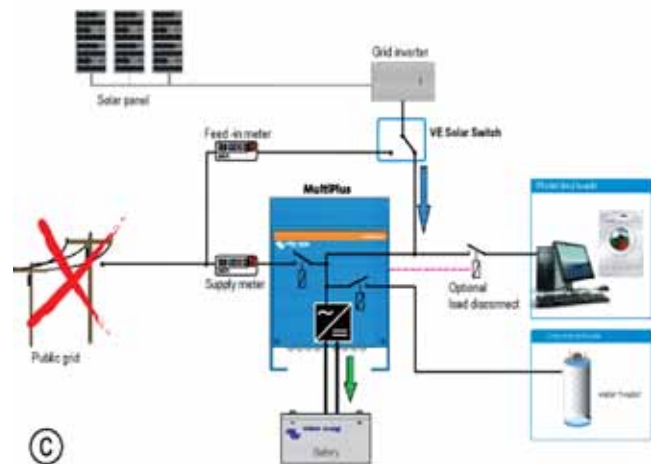 Grid inverter
Solar panel
Feed -in meter
VE Solar Switch
MultiPlus
Supply meter
Optional
load disconnect
Public grid
water heater
Battery
C